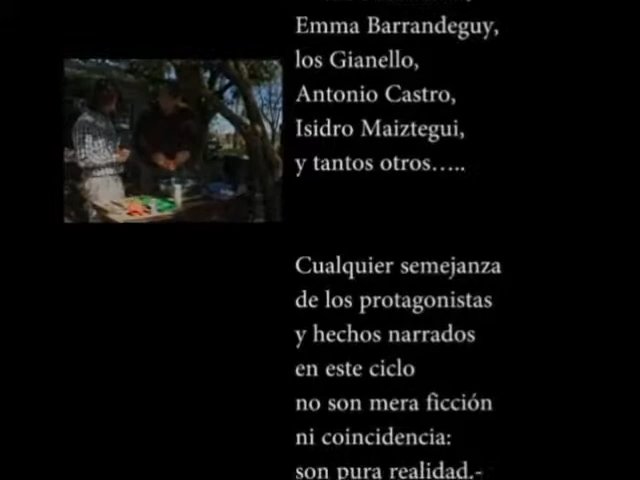 Emma Barrandeguy,
los Gianello,
Antonio Castro,
Isidro Maiztegui,
y tantos otros.....
Cualquier semejanza
de los protagonistas
y hechos narrados
en este ciclo
no son mera ficción
ni coincidencia:
son pura realidad.-